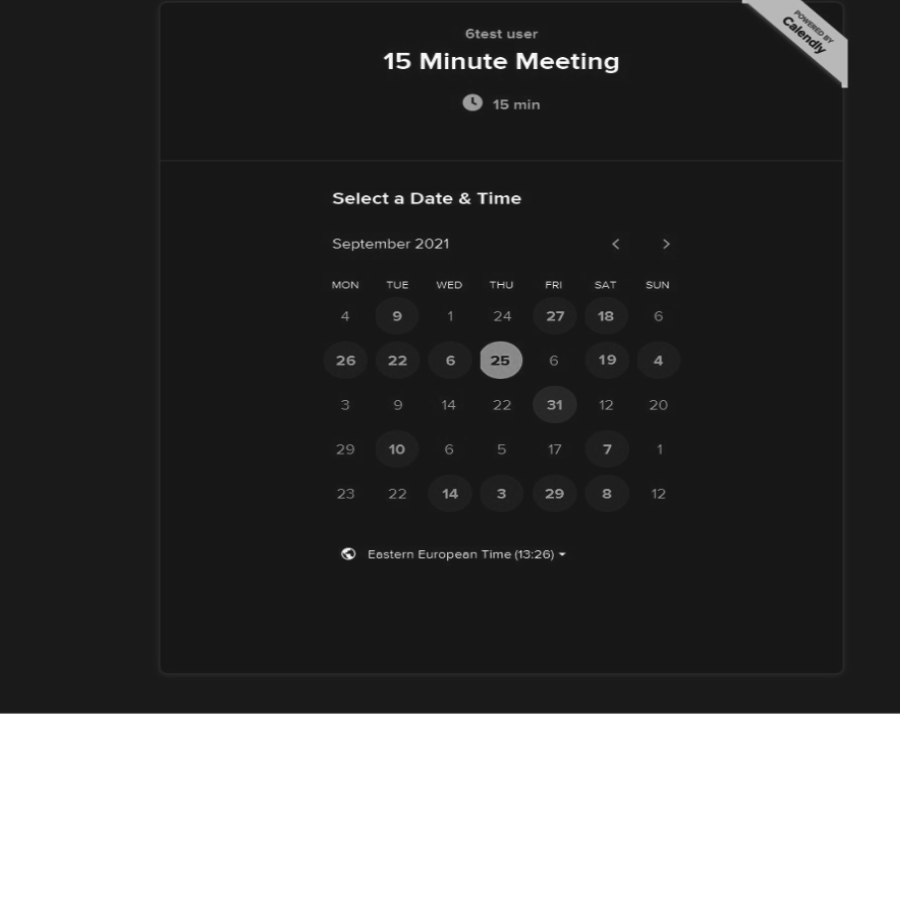 POWERED BY
Calendly
6test user
15 Minute Meeting
15 min
Select a Date & Time
September 2021
MON TUE WED THU FRI SAT SUN
4 9 1 24 27 18 6
26 22 6 25 6 19 4
3 9 14 22 31 12 20
29 10 6 5 17 7 1
23 22 14 3 29 8 12
Eastern European Time (13:26)